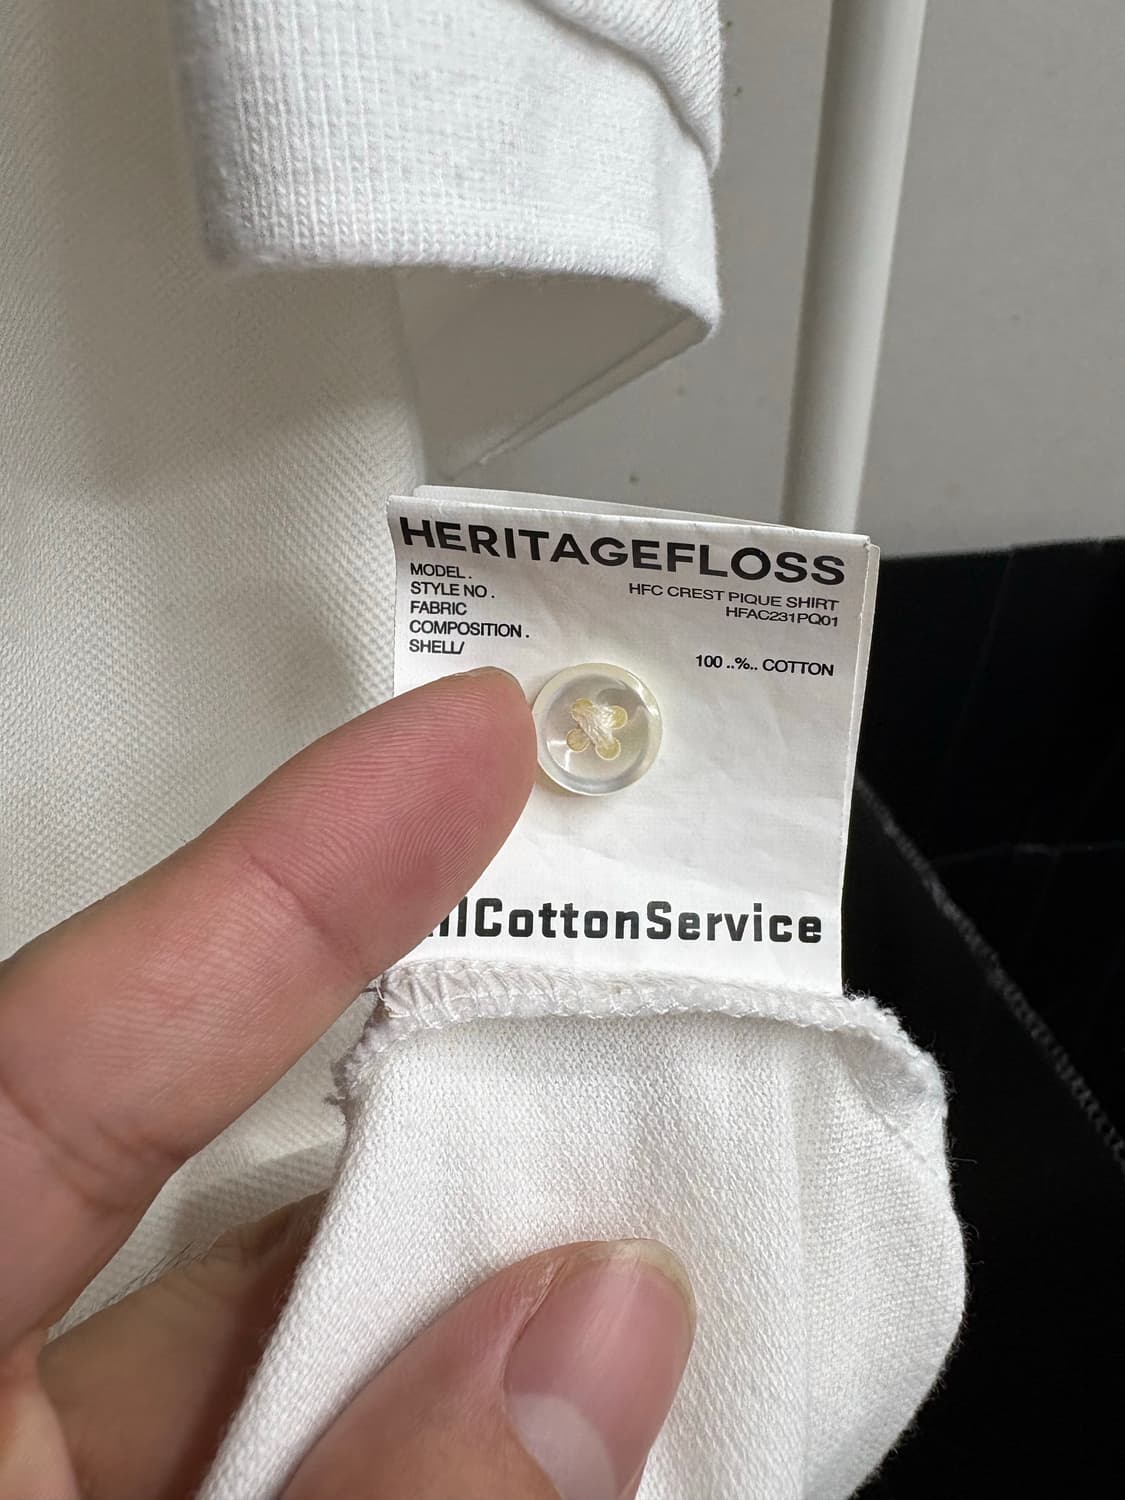 HERITAGEFLOSS
MODEL. HFC CREST PIQUE SHIRT
STYLE NO. HFAC231PQ01
FABRIC
COMPOSITION.
SHELL/ 100 ..%.. COTTON
CottonService